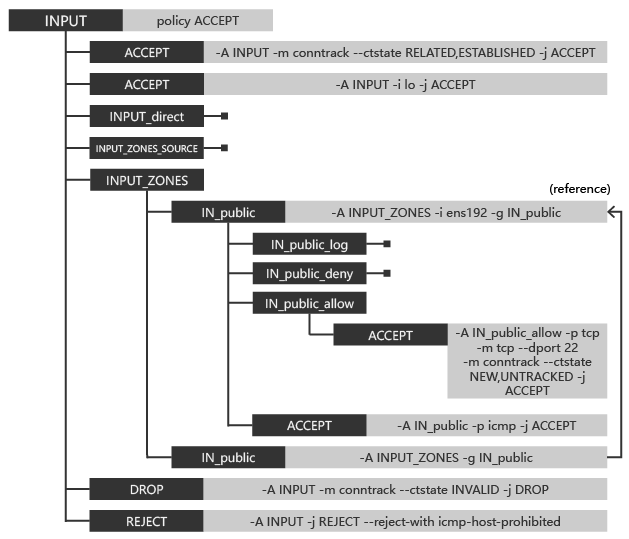 INPUT policy ACCEPT
ACCEPT -A INPUT -m conntrack --ctstate RELATED,ESTABLISHED -j ACCEPT
ACCEPT -A INPUT -i lo -j ACCEPT
INPUT_direct
INPUT_ZONES_SOURCE
INPUT_ZONES
(reference)
IN_public -A INPUT_ZONES -i ens192 -g IN_public
IN_public_log
IN_public_deny
IN_public_allow
ACCEPT -A IN_public_allow -p tcp
-m tcp --dport 22
-m conntrack --ctstate
NEW,UNTRACKED -j
ACCEPT
ACCEPT -A IN_public -p icmp -j ACCEPT
IN_public -A INPUT_ZONES -g IN_public
DROP -A INPUT -m conntrack --ctstate INVALID -j DROP
REJECT -A INPUT -j REJECT --reject-with icmp-host-prohibited